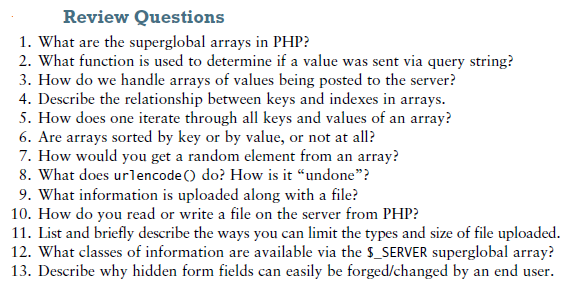 Review Questions
1. What are the superglobal arrays in PHP?
2. What function is used to determine if a value was sent via query string?
3. How do we handle arrays of values being posted to the server?
4. Describe the relationship between keys and indexes in arrays.
5. How does one iterate through all keys and values of an array?
6. Are arrays sorted by key or by value, or not at all?
7. How would you get a random element from an array?
8. What does urlencode() do? How is it “undone”?
9. What information is uploaded along with a file?
10. How do you read or write a file on the server from PHP?
11. List and briefly describe the ways you can limit the types and size of file uploaded.
12. What classes of information are available via the $_SERVER superglobal array?
13. Describe why hidden form fields can easily be forged/changed by an end user.